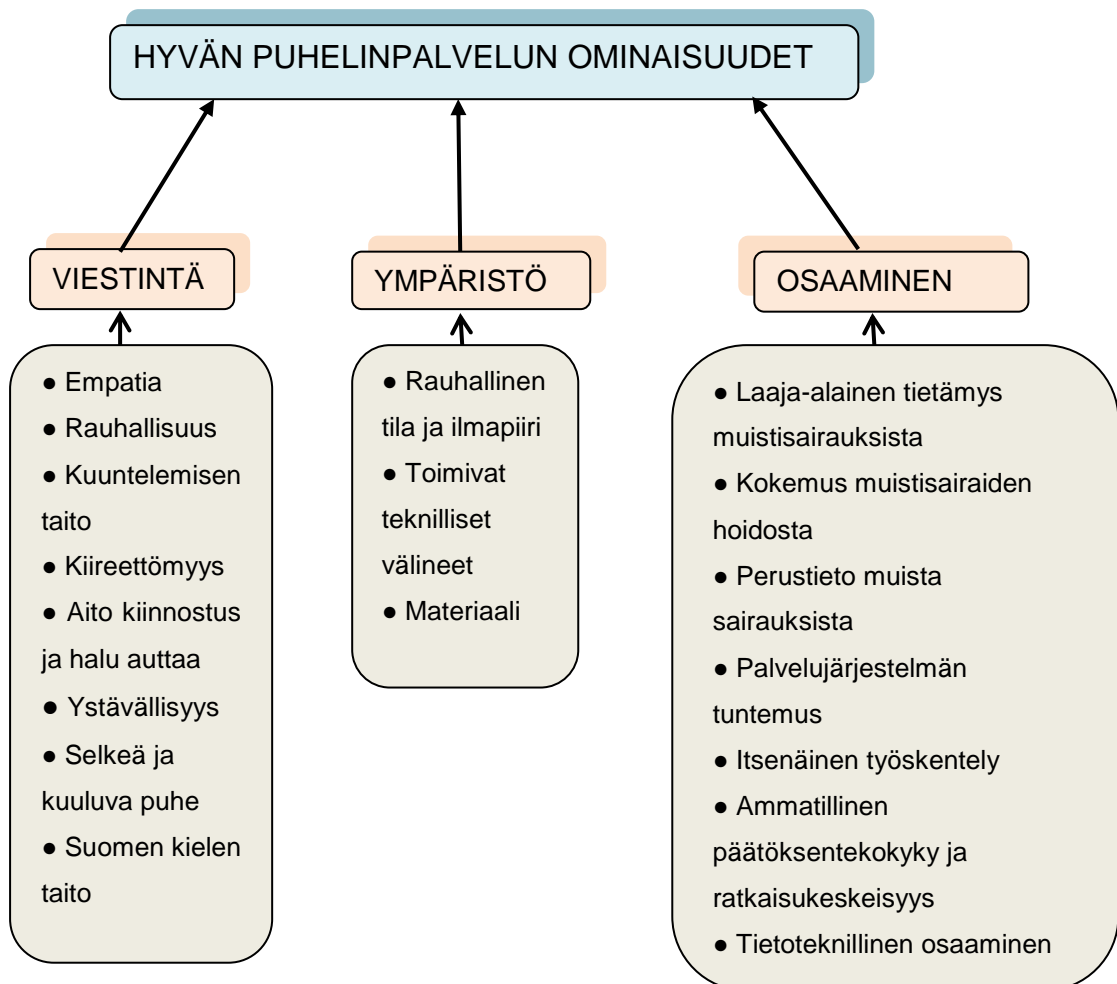 HYVÄN PUHELINPALVELUN OMINAISUUDET
VIESTINTÄ
● Empatia
● Rauhallisuus
● Kuuntelemisen
taito
● Kiireettömyys
● Aito kiinnostus
ja halu auttaa
● Ystävällisyys
● Selkeä ja
kuuluva puhe
● Suomen kielen
taito
YMPÄRISTÖ
● Rauhallinen
tila ja ilmapiiri
● Toimivat
teknilliset
välineet
● Materiaali
OSAAMINEN
● Laaja-alainen tietämys
muistisairauksista
● Kokemus muistisairaiden
hoidosta
● Perustieto muista
sairauksista
● Palvelujärjestelmän
tuntemus
● Itsenäinen työskentely
● Ammatillinen
päätöksentekokyky ja
ratkaisukeskeisyys
● Tietoteknillinen osaaminen